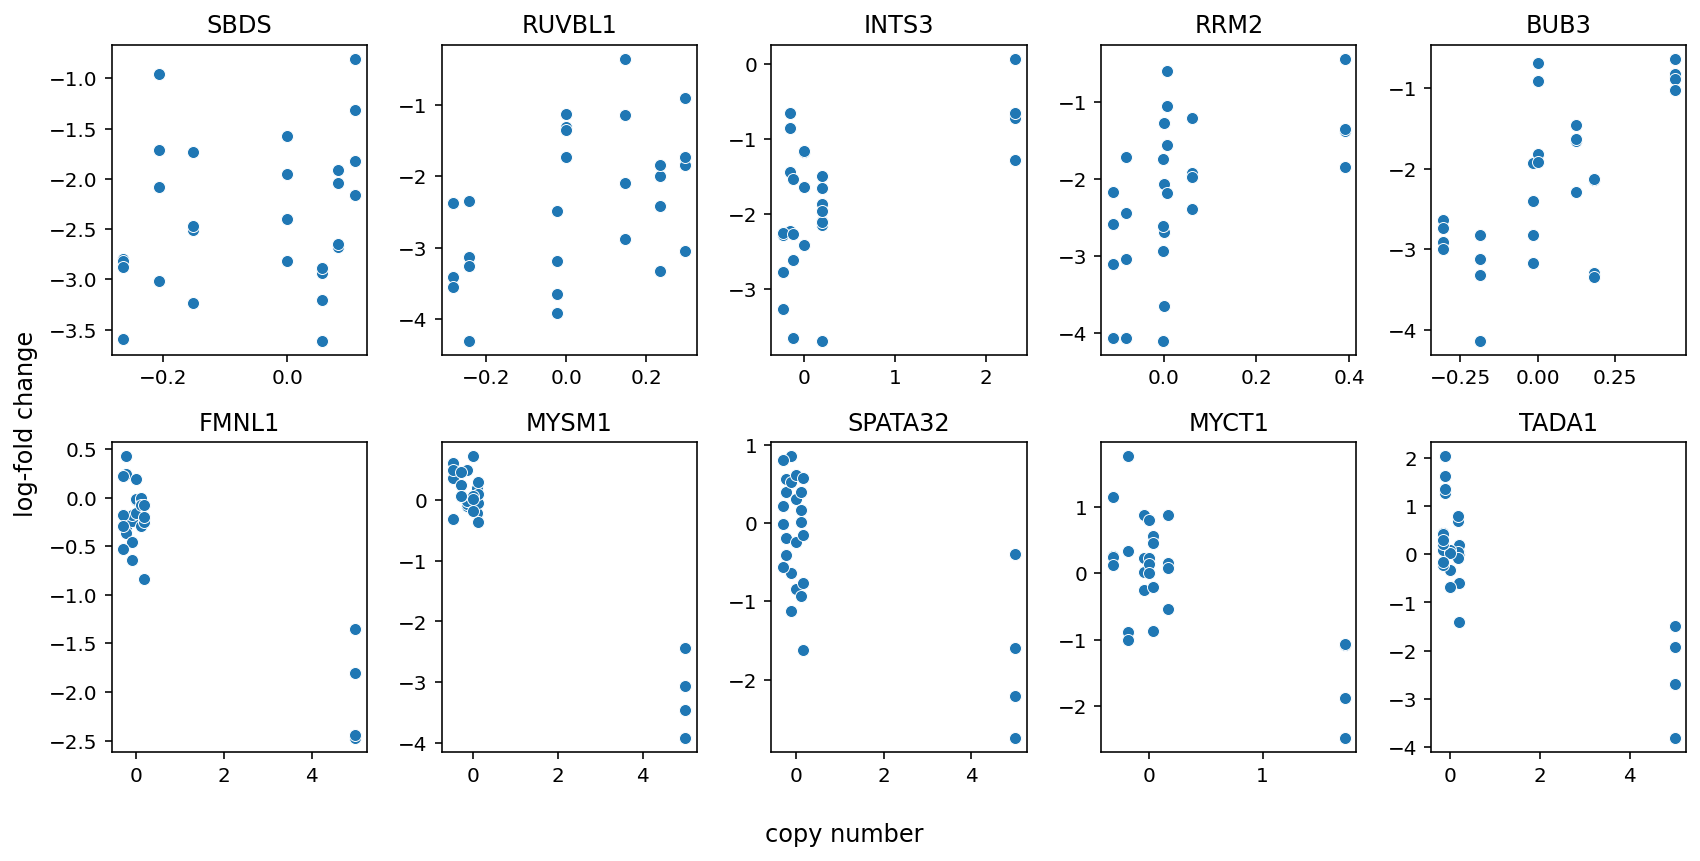 SBDS RUVBL1 INTS3 RRM2 BUB3
−1.0 −1.5 −2.0 −2.5 −3.0 −3.5
−1 −2 −3 −4
0 −1 −2 −3
−1 −2 −3 −4
−1 −2 −3 −4
−0.2 0.0 −0.2 0.0 0.2 0 1 2 0.0 0.2 0.4 −0.25 0.00 0.25
log-fold change
FMNL1 MYSM1 SPATA32 MYCT1 TADA1
0.5 0.0 −0.5 −1.0 −1.5 −2.0 −2.5
0 −1 −2 −3 −4
1 0 −1 −2
1 0 −1 −2
2 1 0 −1 −2 −3 −4
0 2 4 0 2 4 0 2 4 0 1 0 2 4
copy number